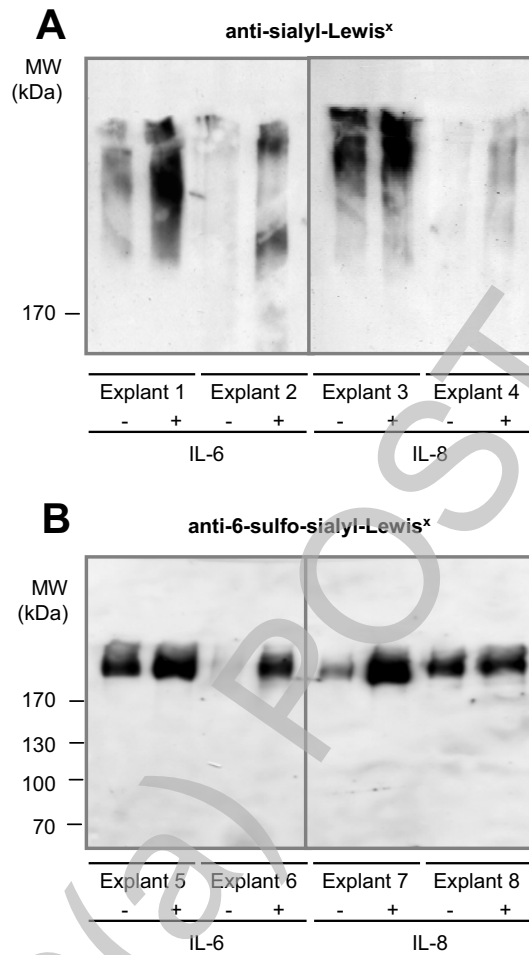 A
anti-sialyl-Lewisˣ
MW
(kDa)
170
Explant 1 Explant 2 Explant 3 Explant 4
- + - + - + - +
IL-6 IL-8
B
anti-6-sulfo-sialyl-Lewisˣ
MW
(kDa)
170
130
100
70
Explant 5 Explant 6 Explant 7 Explant 8
- + - + - + - +
IL-6 IL-8
(a) POST